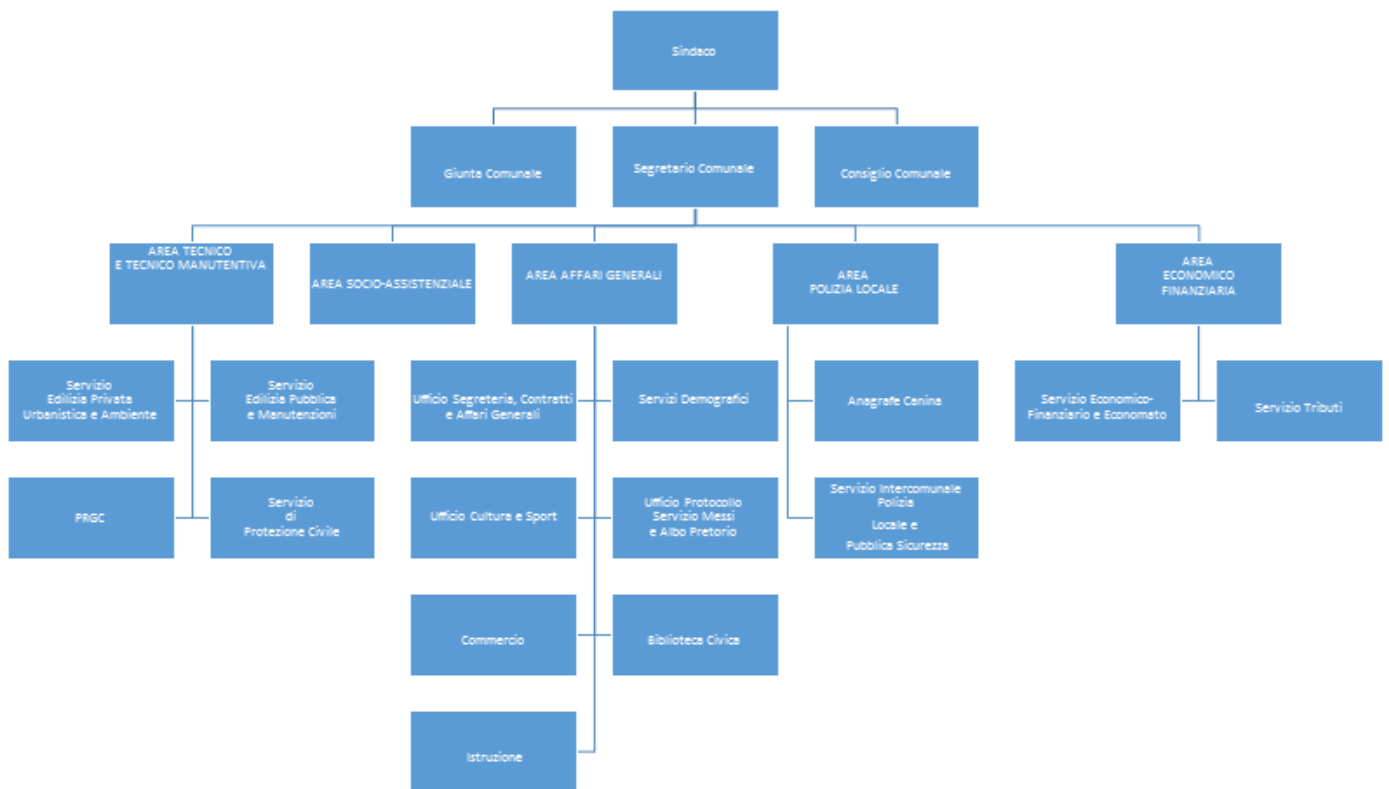 Sindaco
Giunta Comunale
Segretario Comunale
Consiglio Comunale
AREA TECNICO
E TECNICO MANUTENTIVA
AREA SOCIO-ASSISTENZIALE
AREA AFFARI GENERALI
AREA
POLIZIA LOCALE
AREA
ECONOMICO
FINANZIARIA
Servizio
Edilizia Privata
Urbanistica e Ambiente
Servizio
Edilizia Pubblica
e Manutenzioni
Ufficio Segreteria, Contratti
e Affari Generali
Servizi Demografici
Anagrafe Canina
Servizio Economico-
Finanziario e Economato
Servizio Tributi
PRGC
Servizio
di
Protezione Civile
Ufficio Cultura e Sport
Ufficio Protocollo
Servizio Messi
e Albo Pretorio
Servizio Intercomunale
Polizia
Locale e
Pubblica Sicurezza
Commercio
Biblioteca Civica
Istruzione